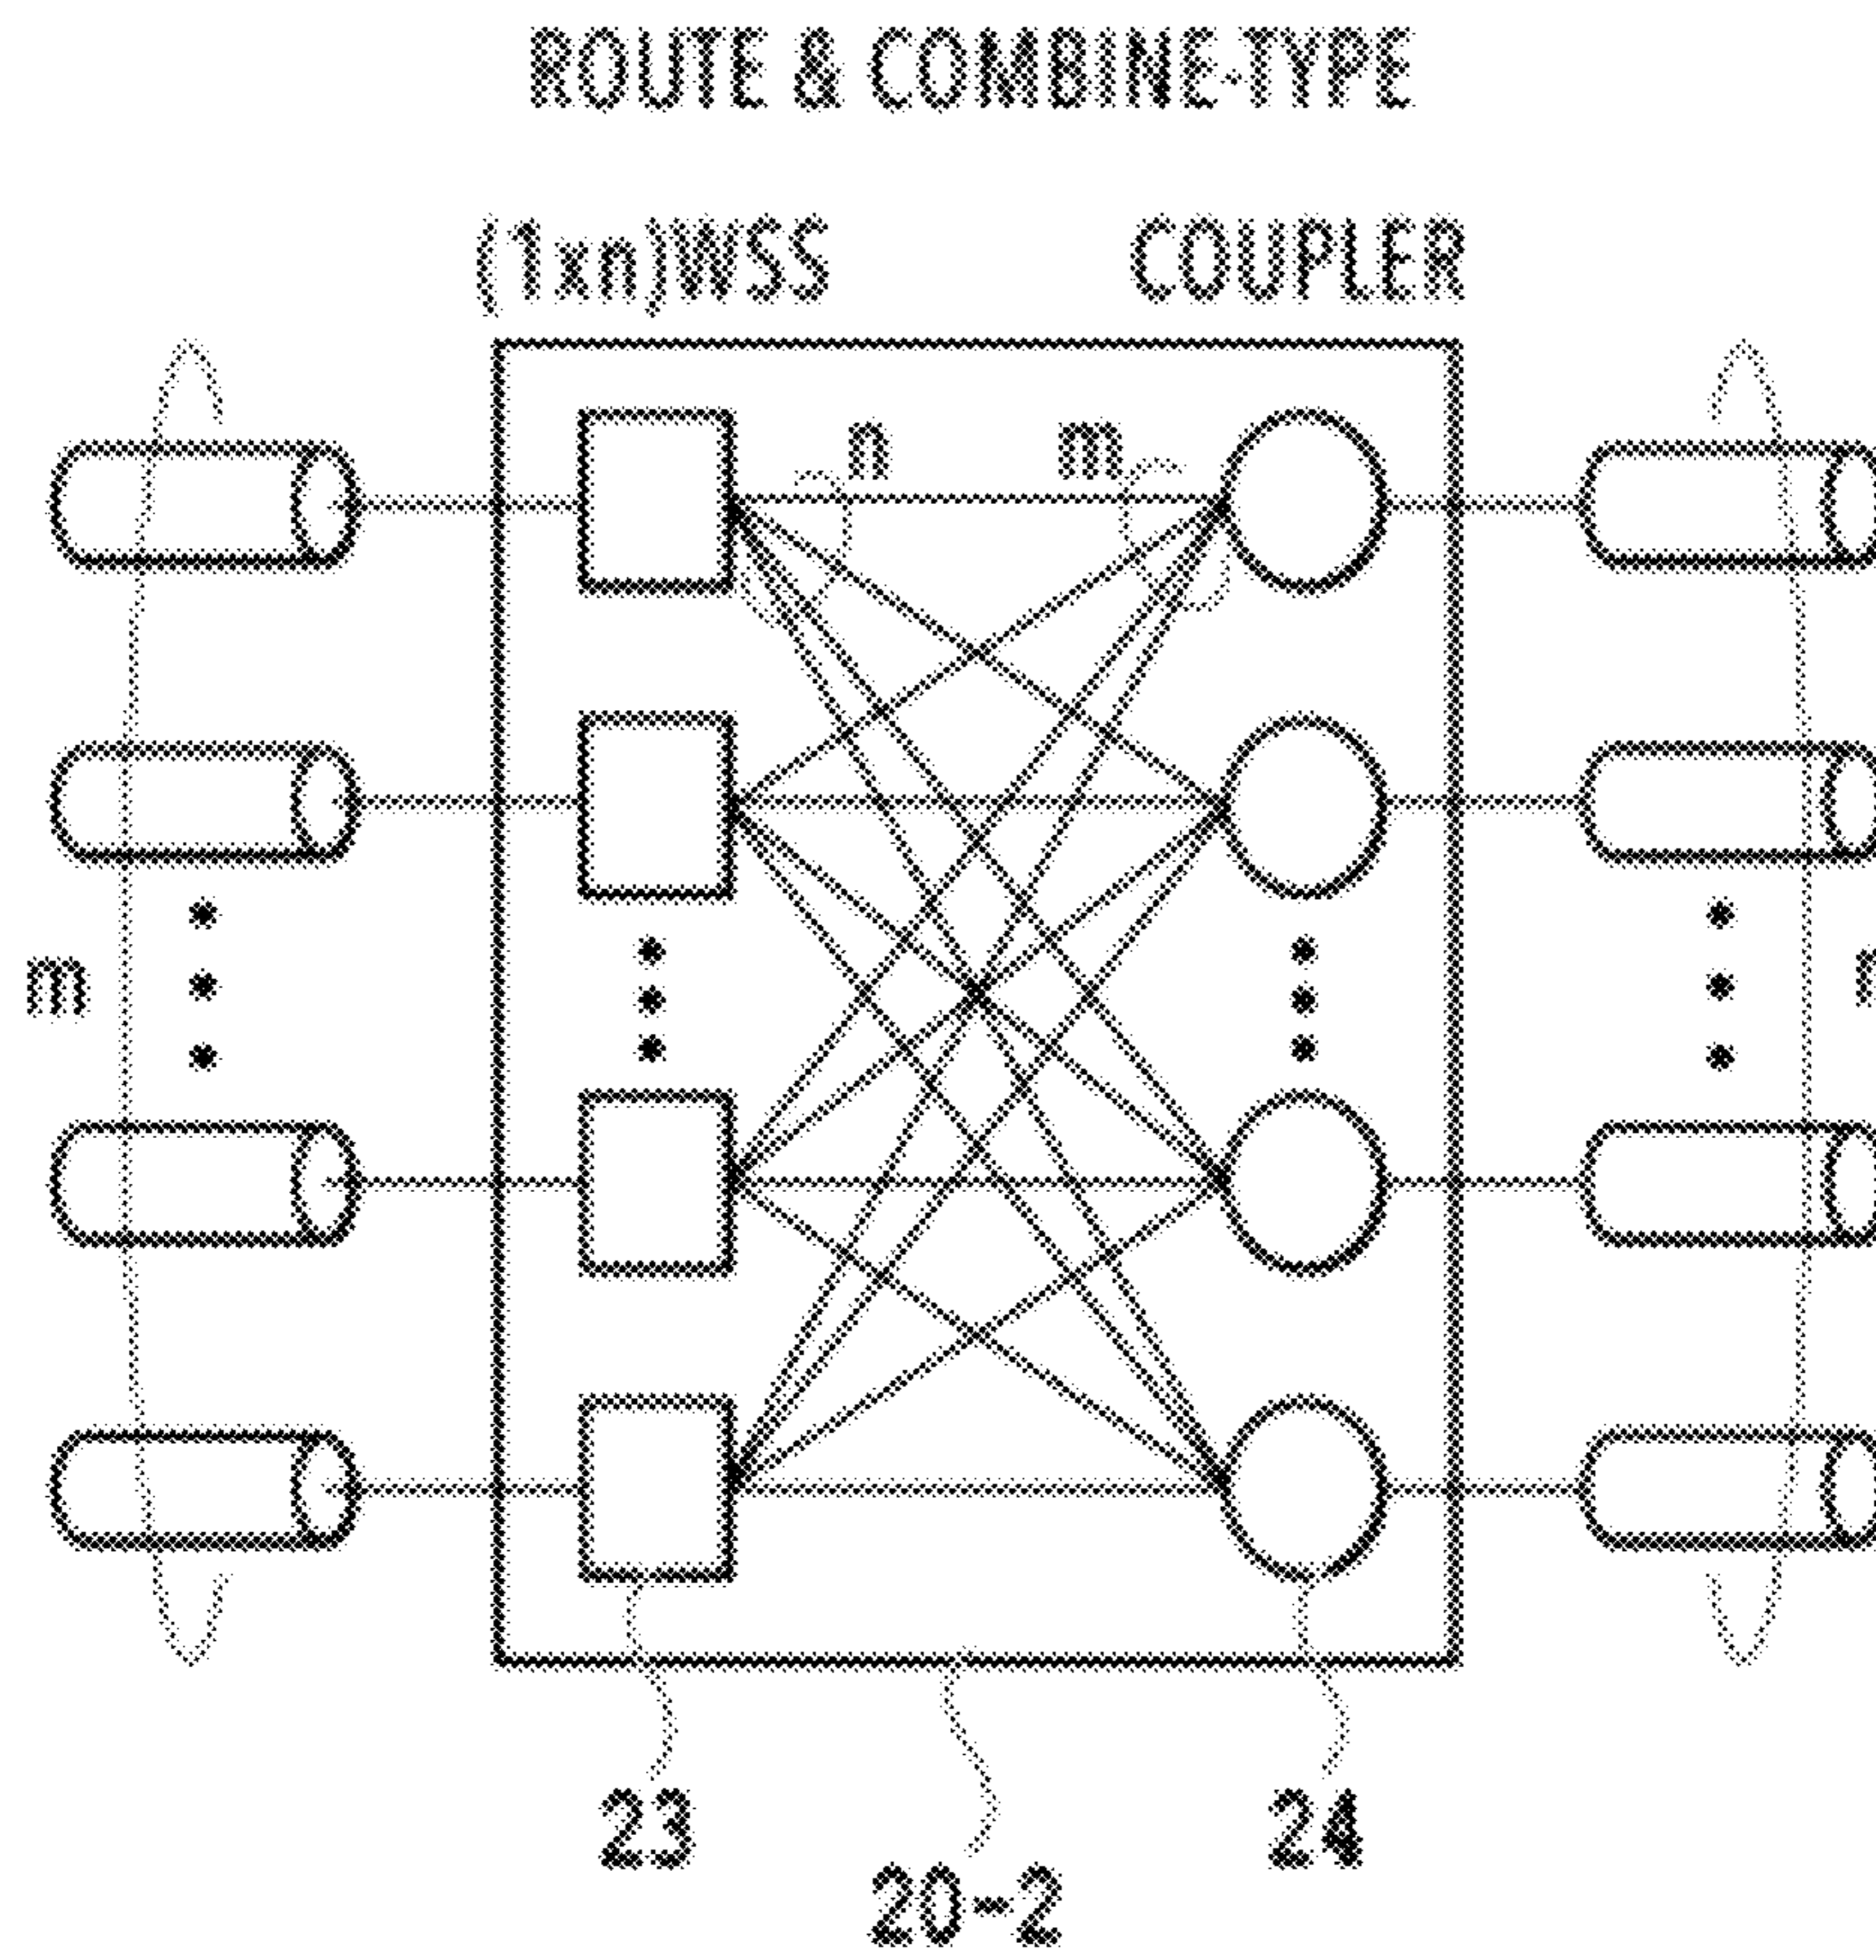 ROUTE & COMBINE-TYPE
(1xn)WSS COUPLER
n m
m
23 24
20-2